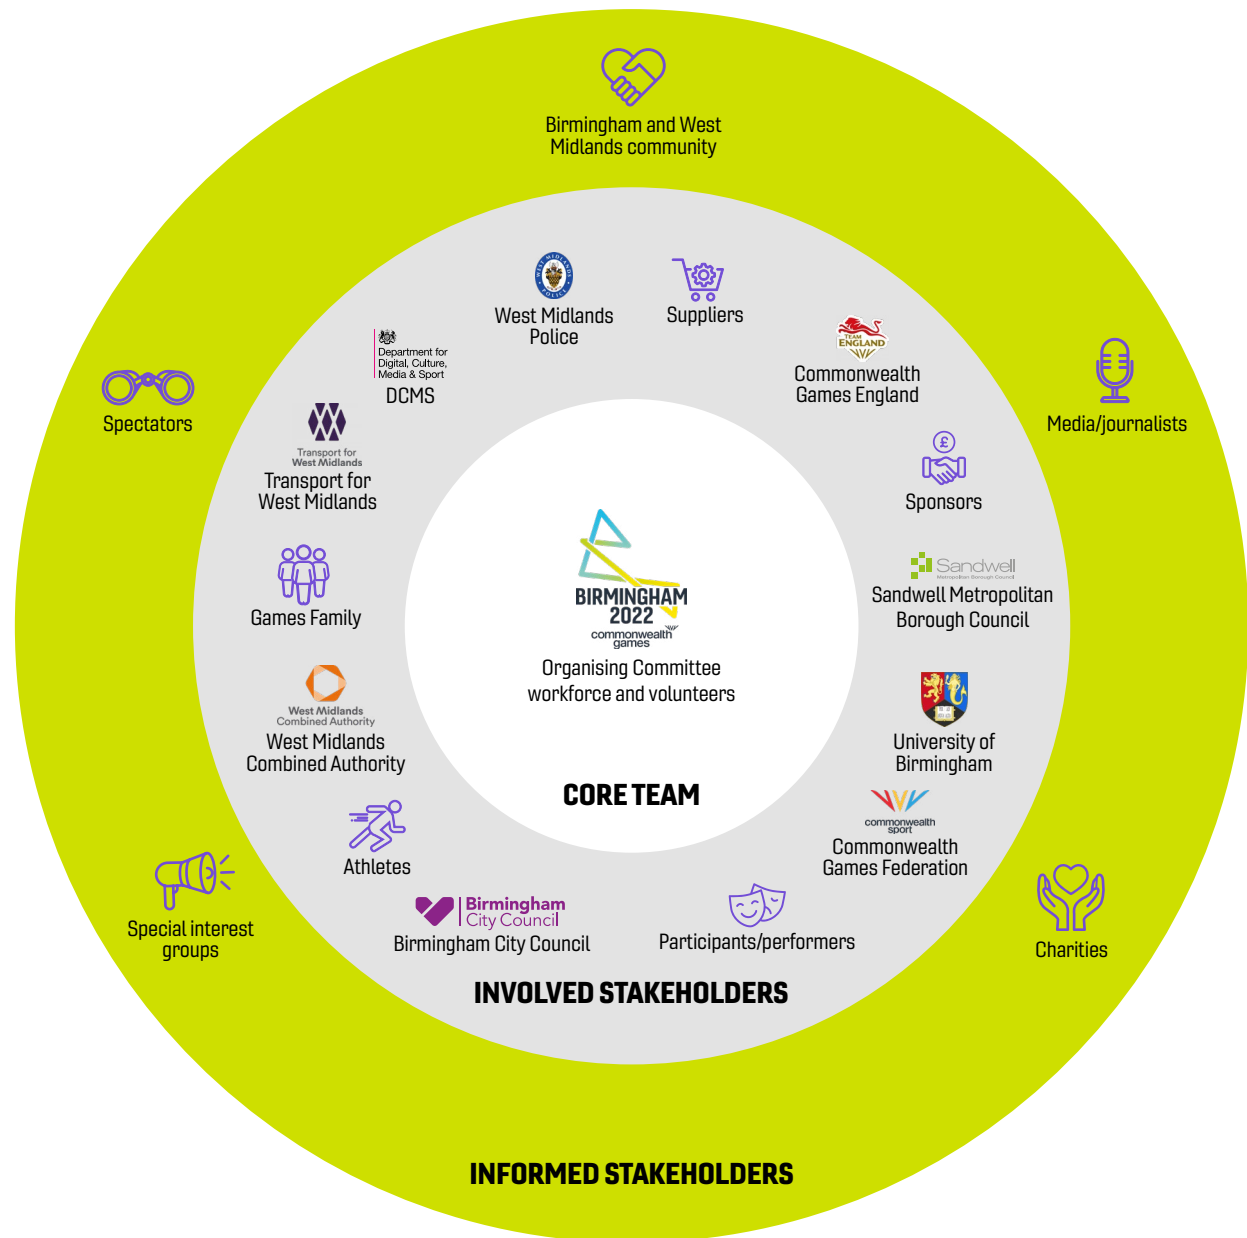 Birmingham and West
Midlands community
WEST MIDLANDS
POLICE
West Midlands
Police
Suppliers
TEAM
ENGLAND
Commonwealth
Games England
Department for
Digital, Culture,
Media & Sport
DCMS
Spectators
Media/journalists
Transport for
West Midlands
Transport for
West Midlands
£
Sponsors
Games Family
Sandwell
Metropolitan Borough Council
Sandwell Metropolitan
Borough Council
BIRMINGHAM
2022
commonwealth
games
Organising Committee
workforce and volunteers
CORE TEAM
West Midlands
Combined Authority
West Midlands
Combined Authority
University of
Birmingham
commonwealth
sport
Commonwealth
Games Federation
Athletes
Birmingham
City Council
Birmingham City Council
Participants/performers
INVOLVED STAKEHOLDERS
Special interest
groups
Charities
INFORMED STAKEHOLDERS